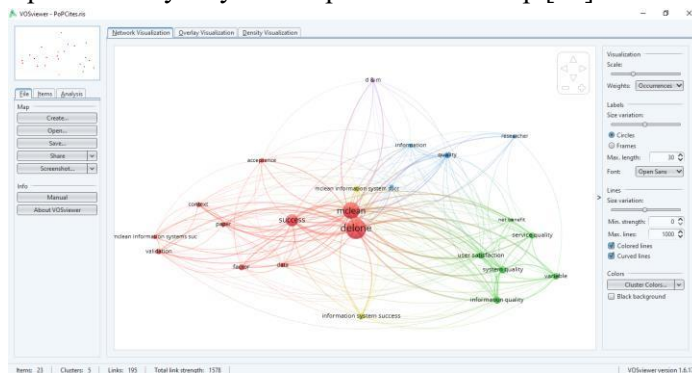 VOSviewer - PoPCites.ris
File Items Analysis
Map
Create...
Open...
Save...
Share
Screenshot...
Info
Manual
About VOSviewer
Network Visualization Overlay Visualization Density Visualization
d & m
researcher
information
quality
acceptance
mclean information system succ
context
mclean
success
paper
delone
net benefit
service quality
mclean information systems suc
validation
user satisfaction
factor
data
system quality
variable
information quality
information system success
Visualization
Scale:
Weights: Occurrences
Labels
Size variation:
Circles
Frames
Max. length: 30
Font: Open Sans
Lines
Size variation:
Min. strength: 0
Max. lines: 1000
Colored lines
Curved lines
Colors
Cluster Colors...
Black background
Items: 23 Clusters: 5 Links: 195 Total link strength: 1578
VOSviewer version 1.6.1